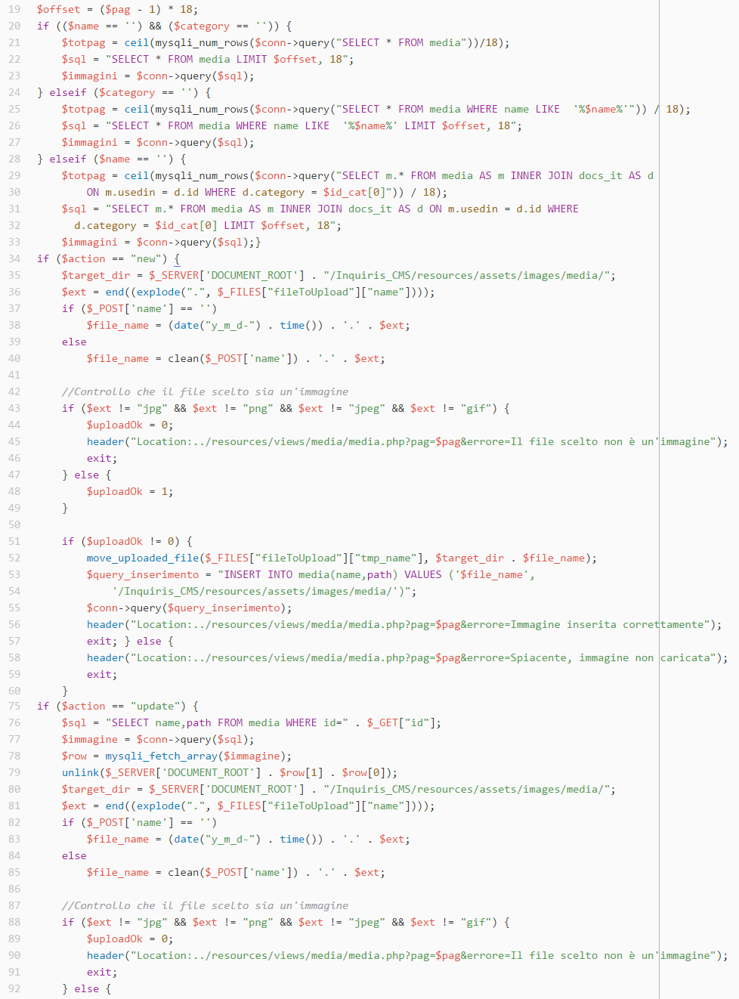 19 $offset = ($pag - 1) * 18;
20 if (($name == '') && ($category == '')) {
21 $totpag = ceil(mysqli_num_rows($conn->query("SELECT * FROM media"))/18);
22 $sql = "SELECT * FROM media LIMIT $offset, 18";
23 $immagini = $conn->query($sql);
24 } elseif ($category == '') {
25 $totpag = ceil(mysqli_num_rows($conn->query("SELECT * FROM media WHERE name LIKE  '%$name%'")) / 18);
26 $sql = "SELECT * FROM media WHERE name LIKE  '%$name%' LIMIT $offset, 18";
27 $immagini = $conn->query($sql);
28 } elseif ($name == '') {
29 $totpag = ceil(mysqli_num_rows($conn->query("SELECT m.* FROM media AS m INNER JOIN docs_it AS d
30 ON m.usedin = d.id WHERE d.category = $id_cat[0]")) / 18);
31 $sql = "SELECT m.* FROM media AS m INNER JOIN docs_it AS d ON m.usedin = d.id WHERE
32 d.category = $id_cat[0] LIMIT $offset, 18";
33 $immagini = $conn->query($sql);}
34 if ($action == "new") {
35 $target_dir = $_SERVER['DOCUMENT_ROOT'] . "/Inquiris_CMS/resources/assets/images/media/";
36 $ext = end((explode(".", $_FILES["fileToUpload"]["name"])));
37 if ($_POST['name'] == '')
38 $file_name = (date("y_m_d-") . time()) . '.' . $ext;
39 else
40 $file_name = clean($_POST['name']) . '.' . $ext;
41
42 //Controllo che il file scelto sia un'immagine
43 if ($ext != "jpg" && $ext != "png" && $ext != "jpeg" && $ext != "gif") {
44 $uploadOk = 0;
45 header("Location:../resources/views/media/media.php?pag=$pag&errore=Il file scelto non è un'immagine");
46 exit;
47 } else {
48 $uploadOk = 1;
49 }
50
51 if ($uploadOk != 0) {
52 move_uploaded_file($_FILES["fileToUpload"]["tmp_name"], $target_dir . $file_name);
53 $query_inserimento = "INSERT INTO media(name,path) VALUES ('$file_name',
54 '/Inquiris_CMS/resources/assets/images/media/')";
55 $conn->query($query_inserimento);
56 header("Location:../resources/views/media/media.php?pag=$pag&errore=Immagine inserita correttamente");
57 exit; } else {
58 header("Location:../resources/views/media/media.php?pag=$pag&errore=Spiacente, immagine non caricata");
59 exit;
60 }
75 if ($action == "update") {
76 $sql = "SELECT name,path FROM media WHERE id=" . $_GET["id"];
77 $immagine = $conn->query($sql);
78 $row = mysqli_fetch_array($immagine);
79 unlink($_SERVER['DOCUMENT_ROOT'] . $row[1] . $row[0]);
80 $target_dir = $_SERVER['DOCUMENT_ROOT'] . "/Inquiris_CMS/resources/assets/images/media/";
81 $ext = end((explode(".", $_FILES["fileToUpload"]["name"])));
82 if ($_POST['name'] == '')
83 $file_name = (date("y_m_d-") . time()) . '.' . $ext;
84 else
85 $file_name = clean($_POST['name']) . '.' . $ext;
86
87 //Controllo che il file scelto sia un'immagine
88 if ($ext != "jpg" && $ext != "png" && $ext != "jpeg" && $ext != "gif") {
89 $uploadOk = 0;
90 header("Location:../resources/views/media/media.php?pag=$pag&errore=Il file scelto non è un'immagine");
91 exit;
92 } else {